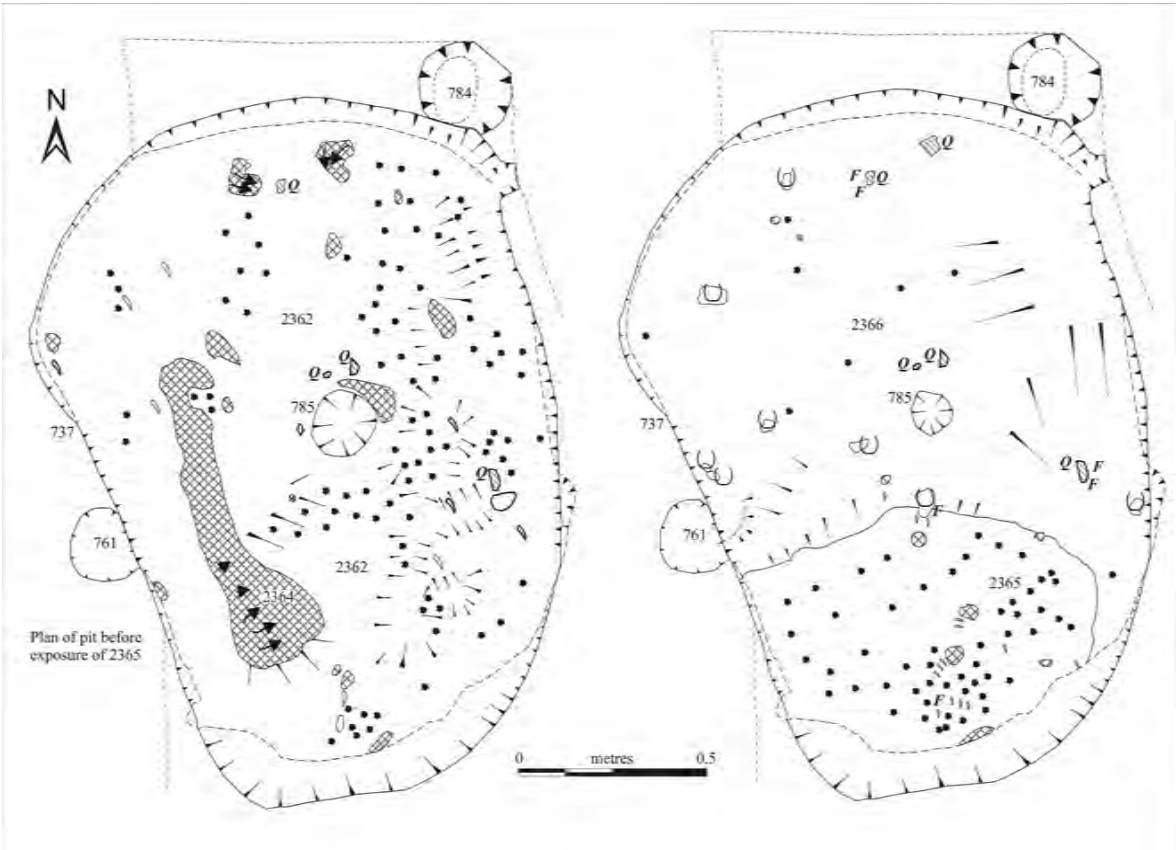 N
784
Q
2362
Q
Q
785
737
Q
761
2362
2364
Plan of pit before
exposure of 2365
784
Q
F
Q
F
2366
Q
Q
785
737
Q
F
F
F
761
2365
F
0
metres
0.5